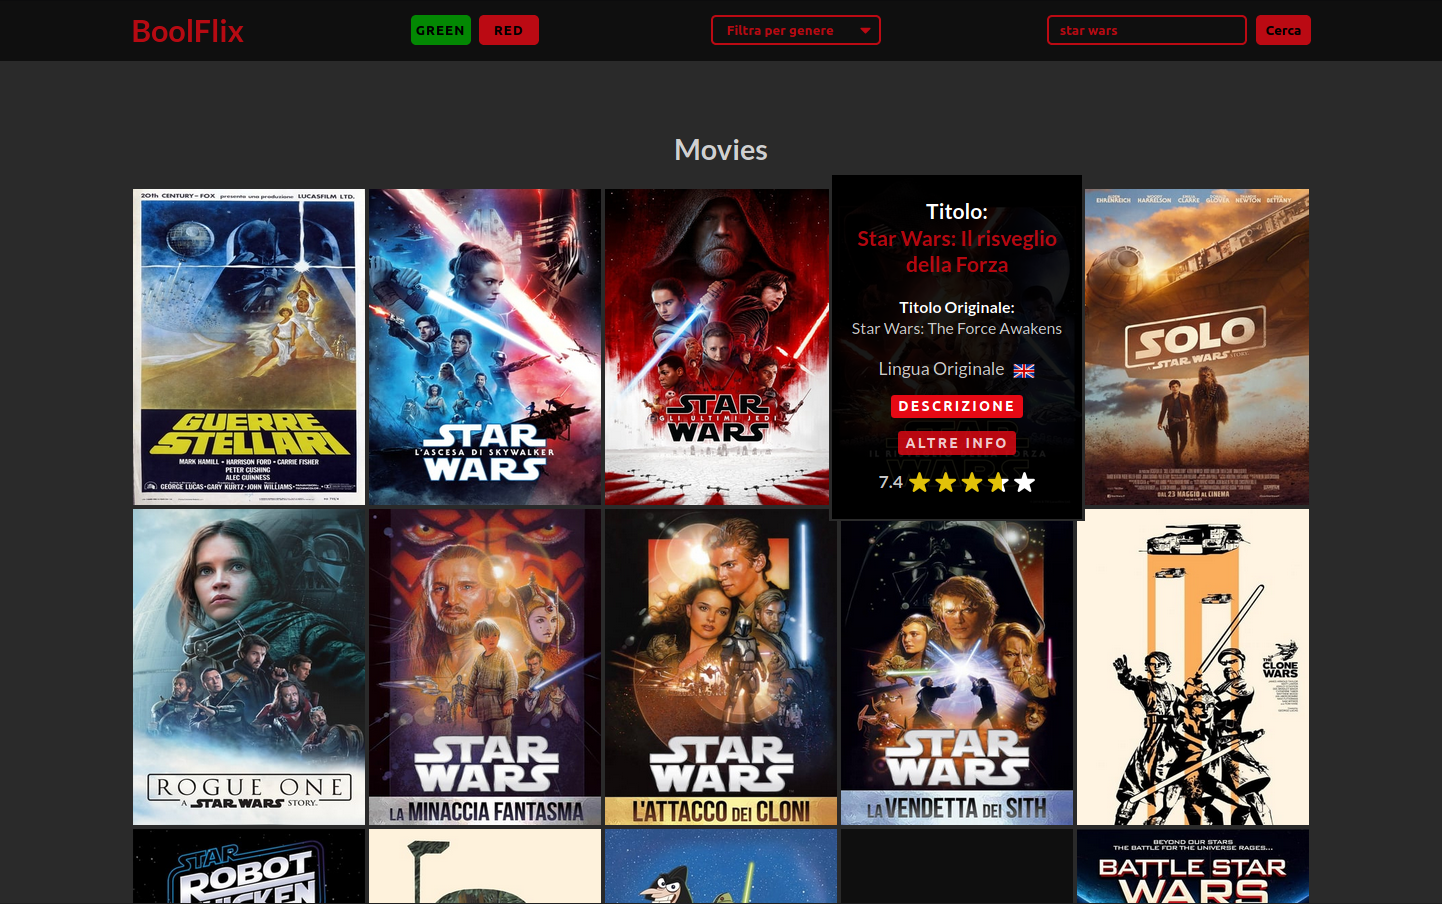 BoolFlix
GREEN
RED
Filtra per genere
star wars
Cerca
Movies
20th CENTURY-FOX presenta una produzione LUCASFILM LTD.
GUERRE
STELLARI
MARK HAMILL • HARRISON FORD • CARRIE FISHER
PETER CUSHING
ALEC GUINNESS
GEORGE LUCAS • GARY KURTZ • JOHN WILLIAMS
STAR
L'ASCESA DI SKYWALKER
WARS
STAR
GLI ULTIMI JEDI
WARS
Titolo:
Star Wars: Il risveglio
della Forza
Titolo Originale:
Star Wars: The Force Awakens
Lingua Originale
DESCRIZIONE
ALTRE INFO
7.4
EHRENREICH HARRELSON CLARKE GLOVER NEWTON BETTANY
SOLO
A STAR WARS STORY
DAL 23 MAGGIO AL CINEMA
ROGUE ONE
A STAR WARS STORY
STAR
WARS
LA MINACCIA FANTASMA
STAR
WARS
L'ATTACCO DEI CLONI
STAR
WARS
LA VENDETTA DEI SITH
THE
CLONE
WARS
STAR
ROBOT
BEYOND OUR STARS
THE BATTLE FOR THE UNIVERSE RAGES...
BATTLE STAR
WARS